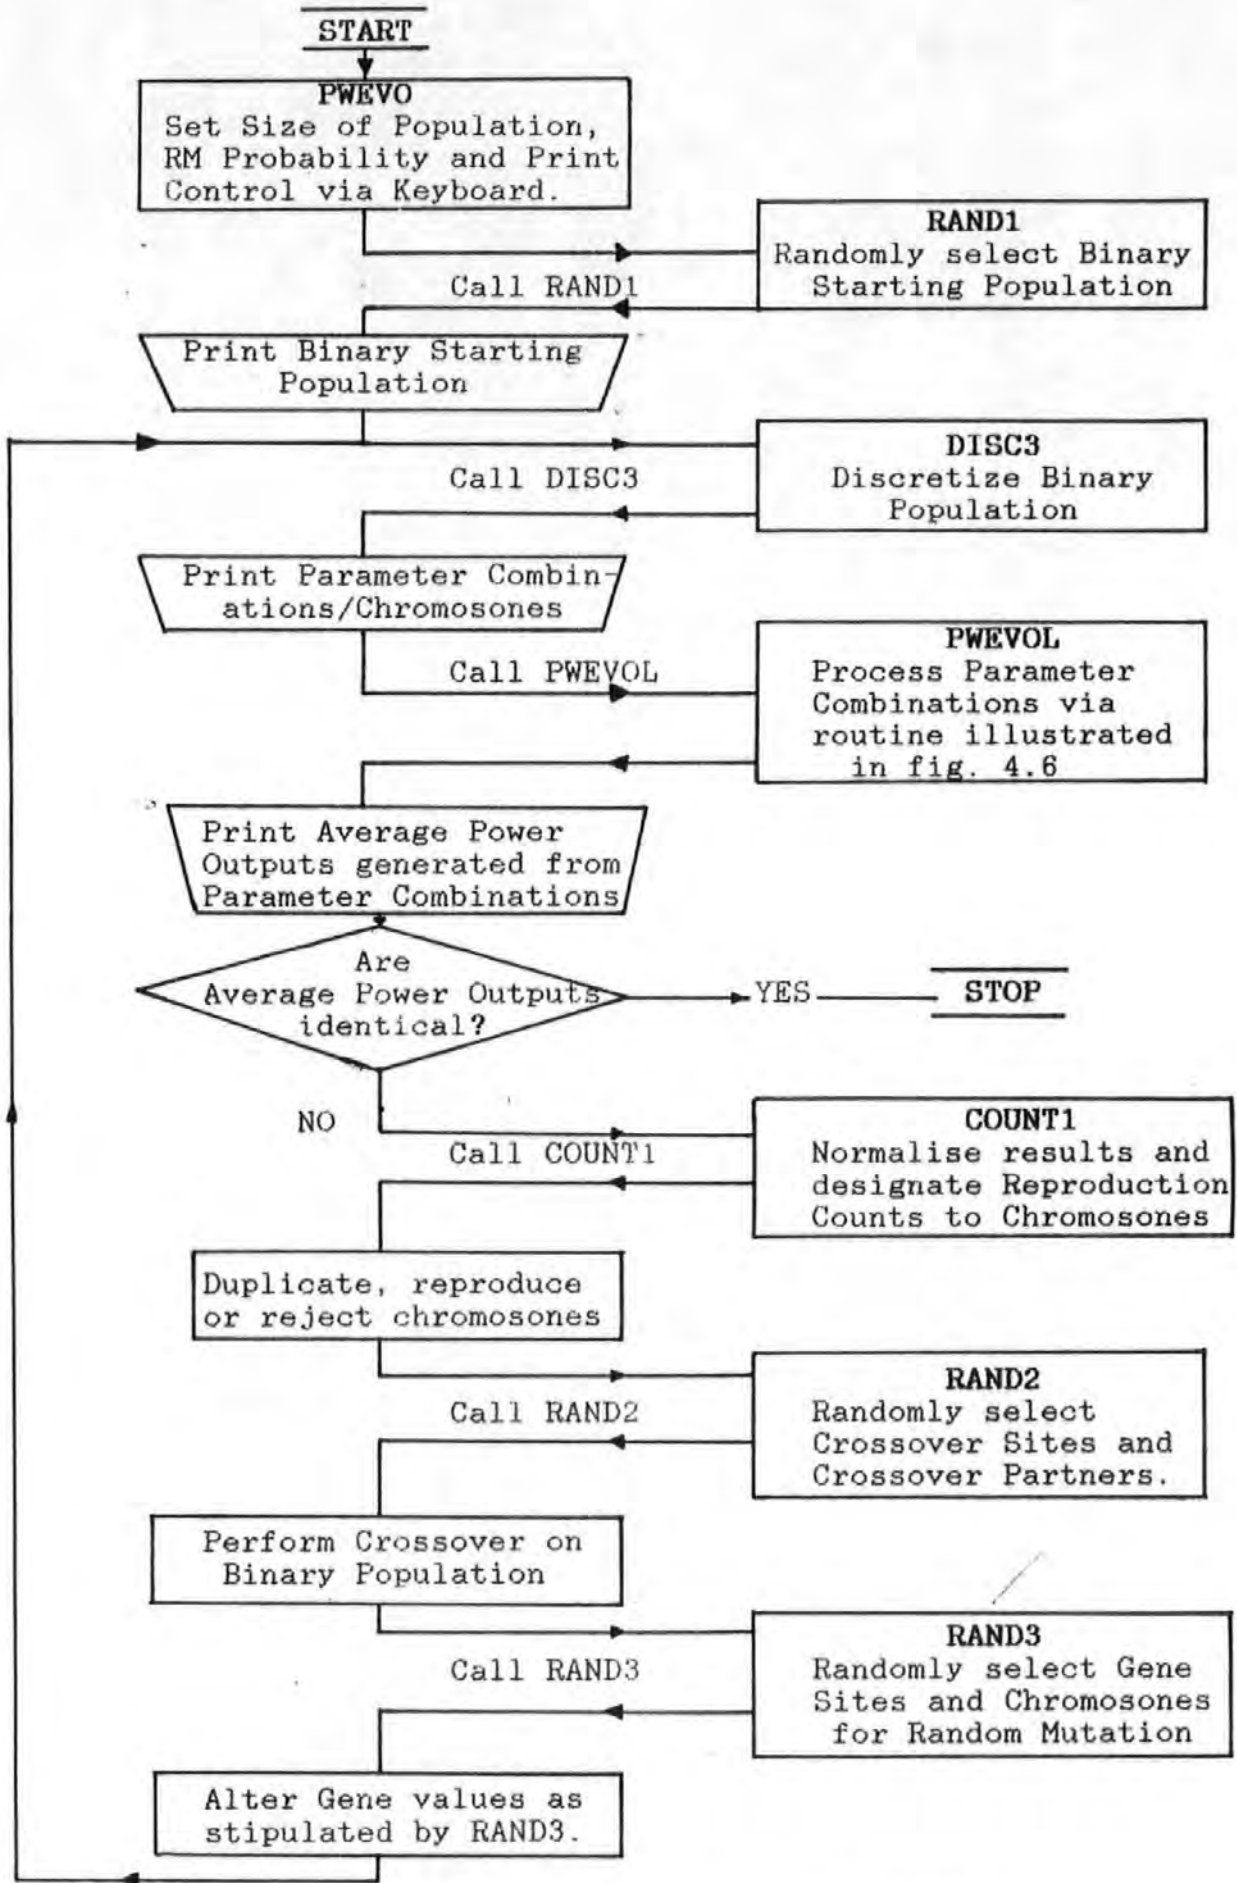 START
PWEVO
Set Size of Population,
RM Probability and Print
Control via Keyboard.
RAND1
Randomly select Binary
Starting Population
Call RAND1
Print Binary Starting
Population
DISC3
Discretize Binary
Population
Call DISC3
Print Parameter Combin-
ations/Chromosones
PWEVOL
Process Parameter
Combinations via
routine illustrated
in fig. 4.6
Call PWEVOL
Print Average Power
Outputs generated from
Parameter Combinations
Are
Average Power Outputs
identical?
YES
STOP
NO
COUNT1
Normalise results and
designate Reproduction
Counts to Chromosones
Call COUNT1
Duplicate, reproduce
or reject chromosones
RAND2
Randomly select
Crossover Sites and
Crossover Partners.
Call RAND2
Perform Crossover on
Binary Population
RAND3
Randomly select Gene
Sites and Chromosones
for Random Mutation
Call RAND3
Alter Gene values as
stipulated by RAND3.